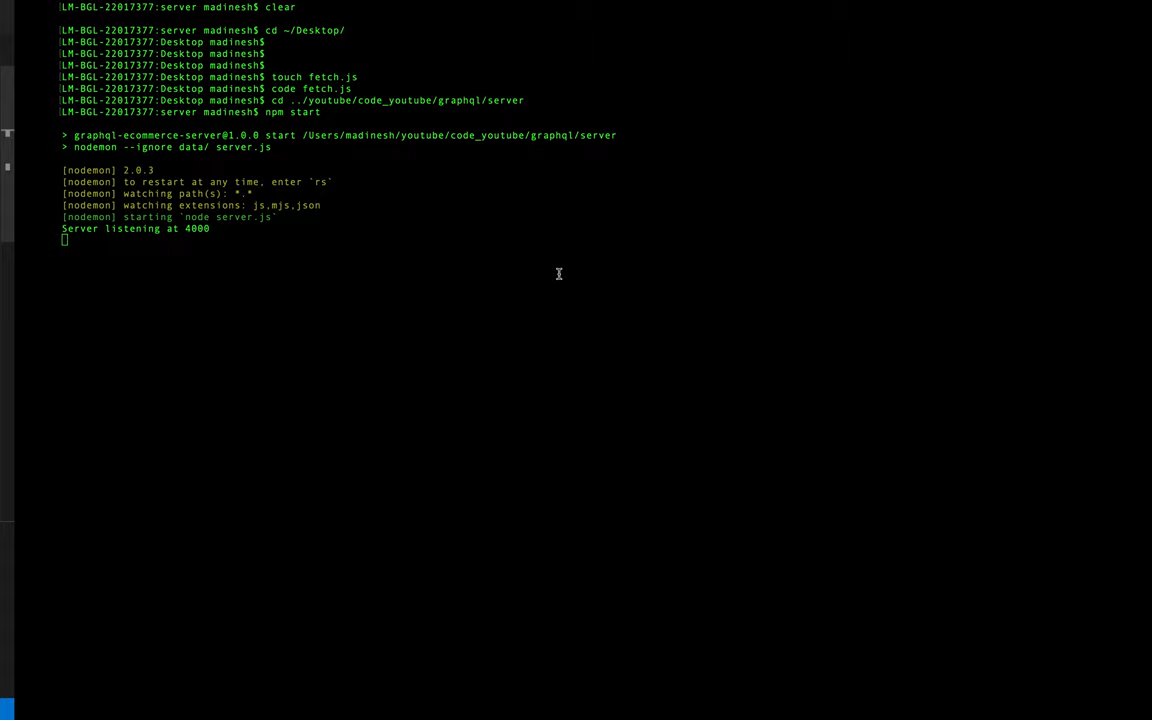 LM-BGL-22017377:server madinesh$ clear
LM-BGL-22017377:server madinesh$ cd ~/Desktop/
LM-BGL-22017377:Desktop madinesh$
LM-BGL-22017377:Desktop madinesh$
LM-BGL-22017377:Desktop madinesh$
LM-BGL-22017377:Desktop madinesh$ touch fetch.js
LM-BGL-22017377:Desktop madinesh$ code fetch.js
LM-BGL-22017377:Desktop madinesh$ cd ../youtube/code_youtube/graphql/server
LM-BGL-22017377:server madinesh$ npm start
> graphql-ecommerce-server@1.0.0 start /Users/madinesh/youtube/code_youtube/graphql/server
> nodemon --ignore data/ server.js
[nodemon] 2.0.3
[nodemon] to restart at any time, enter `rs`
[nodemon] watching path(s): *.*
[nodemon] watching extensions: js,mjs,json
[nodemon] starting `node server.js`
Server listening at 4000